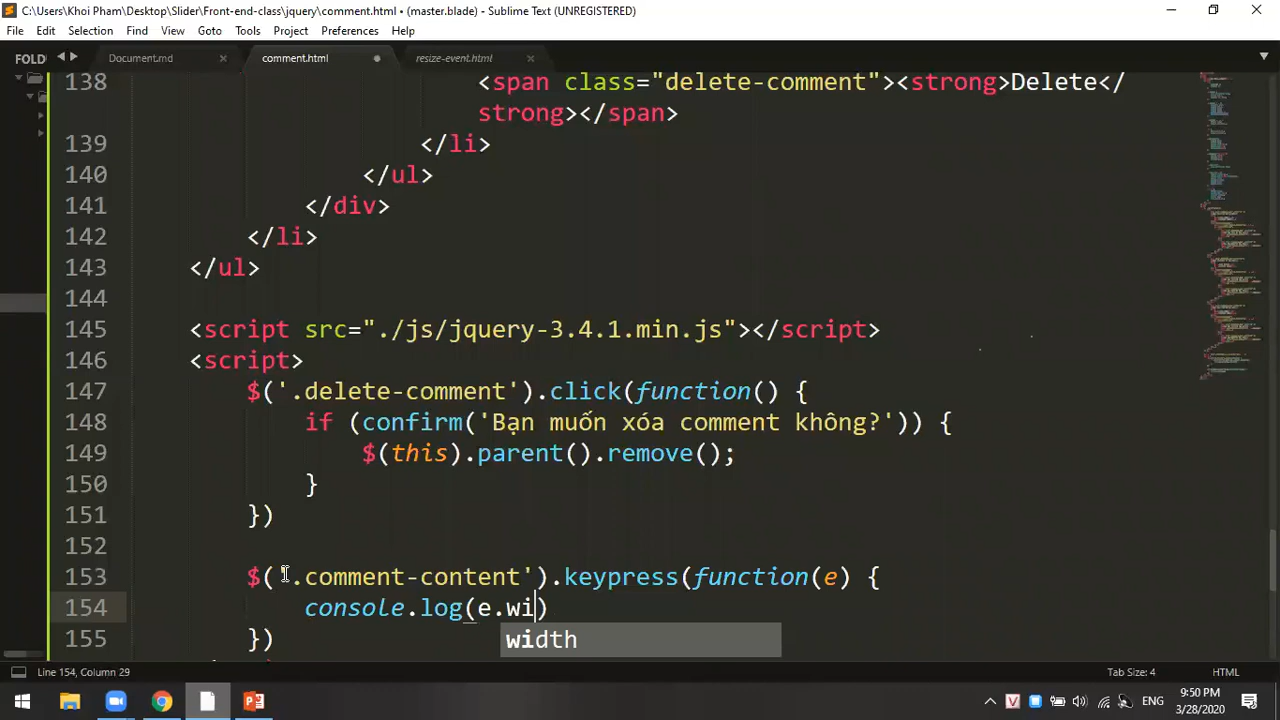 C:\Users\Khoi Pham\Desktop\Slider\Front-end-class\jquery\comment.html • (master.blade) - Sublime Text (UNREGISTERED)
File Edit Selection Find View Goto Tools Project Preferences Help
FOLD
Document.md
comment.html
resize-event.html
138 <span class="delete-comment"><strong>Delete</
strong></span>
139 </li>
140 </ul>
141 </div>
142 </li>
143 </ul>
144
145 <script src="./js/jquery-3.4.1.min.js"></script>
146 <script>
147 $('.delete-comment').click(function() {
148 if (confirm('Bạn muốn xóa comment không?')) {
149 $(this).parent().remove();
150 }
151 })
152
153 $('.comment-content').keypress(function(e) {
154 console.log(e.wi)
155 })
width
Line 154, Column 29
Tab Size: 4
HTML
ENG
9:50 PM
3/28/2020